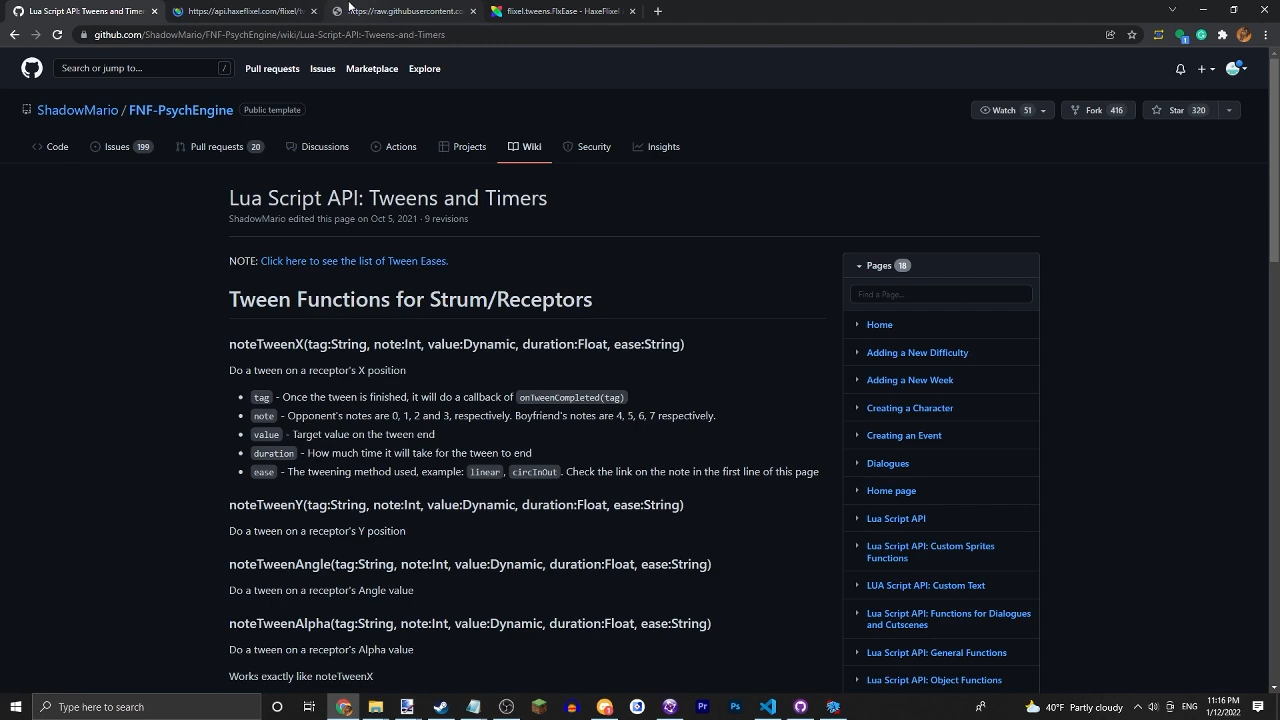 Lua Script API: Tweens and Timers
https://api.haxeflixel.com/flixel/t
https://raw.githubusercontent.co
flixel.tweens.FlxEase - HaxeFlixel
github.com/ShadowMario/FNF-PsychEngine/wiki/Lua-Script-API:-Tweens-and-Timers
1
Search or jump to...
/
Pull requests
Issues
Marketplace
Explore
ShadowMario / FNF-PsychEngine
Public template
Watch 51
Fork 416
Star 320
Code
Issues 199
Pull requests 20
Discussions
Actions
Projects
Wiki
Security
Insights
Lua Script API: Tweens and Timers
ShadowMario edited this page on Oct 5, 2021 · 9 revisions
NOTE: Click here to see the list of Tween Eases.
Tween Functions for Strum/Receptors
noteTweenX(tag:String, note:Int, value:Dynamic, duration:Float, ease:String)
Do a tween on a receptor's X position
tag - Once the tween is finished, it will do a callback of onTweenCompleted(tag)
note - Opponent's notes are 0, 1, 2 and 3, respectively. Boyfriend's notes are 4, 5, 6, 7 respectively.
value - Target value on the tween end
duration - How much time it will take for the tween to end
ease - The tweening method used, example: linear, circInOut. Check the link on the note in the first line of this page
noteTweenY(tag:String, note:Int, value:Dynamic, duration:Float, ease:String)
Do a tween on a receptor's Y position
noteTweenAngle(tag:String, note:Int, value:Dynamic, duration:Float, ease:String)
Do a tween on a receptor's Angle value
noteTweenAlpha(tag:String, note:Int, value:Dynamic, duration:Float, ease:String)
Do a tween on a receptor's Alpha value
Works exactly like noteTweenX
Pages 18
Find a Page...
Home
Adding a New Difficulty
Adding a New Week
Creating a Character
Creating an Event
Dialogues
Home page
Lua Script API
Lua Script API: Custom Sprites
Functions
LUA Script API: Custom Text
Lua Script API: Functions for Dialogues
and Cutscenes
Lua Script API: General Functions
Lua Script API: Object Functions
Type here to search
Pr
Ps
40°F Partly cloudy
ENG
11:16 PM
1/12/2022